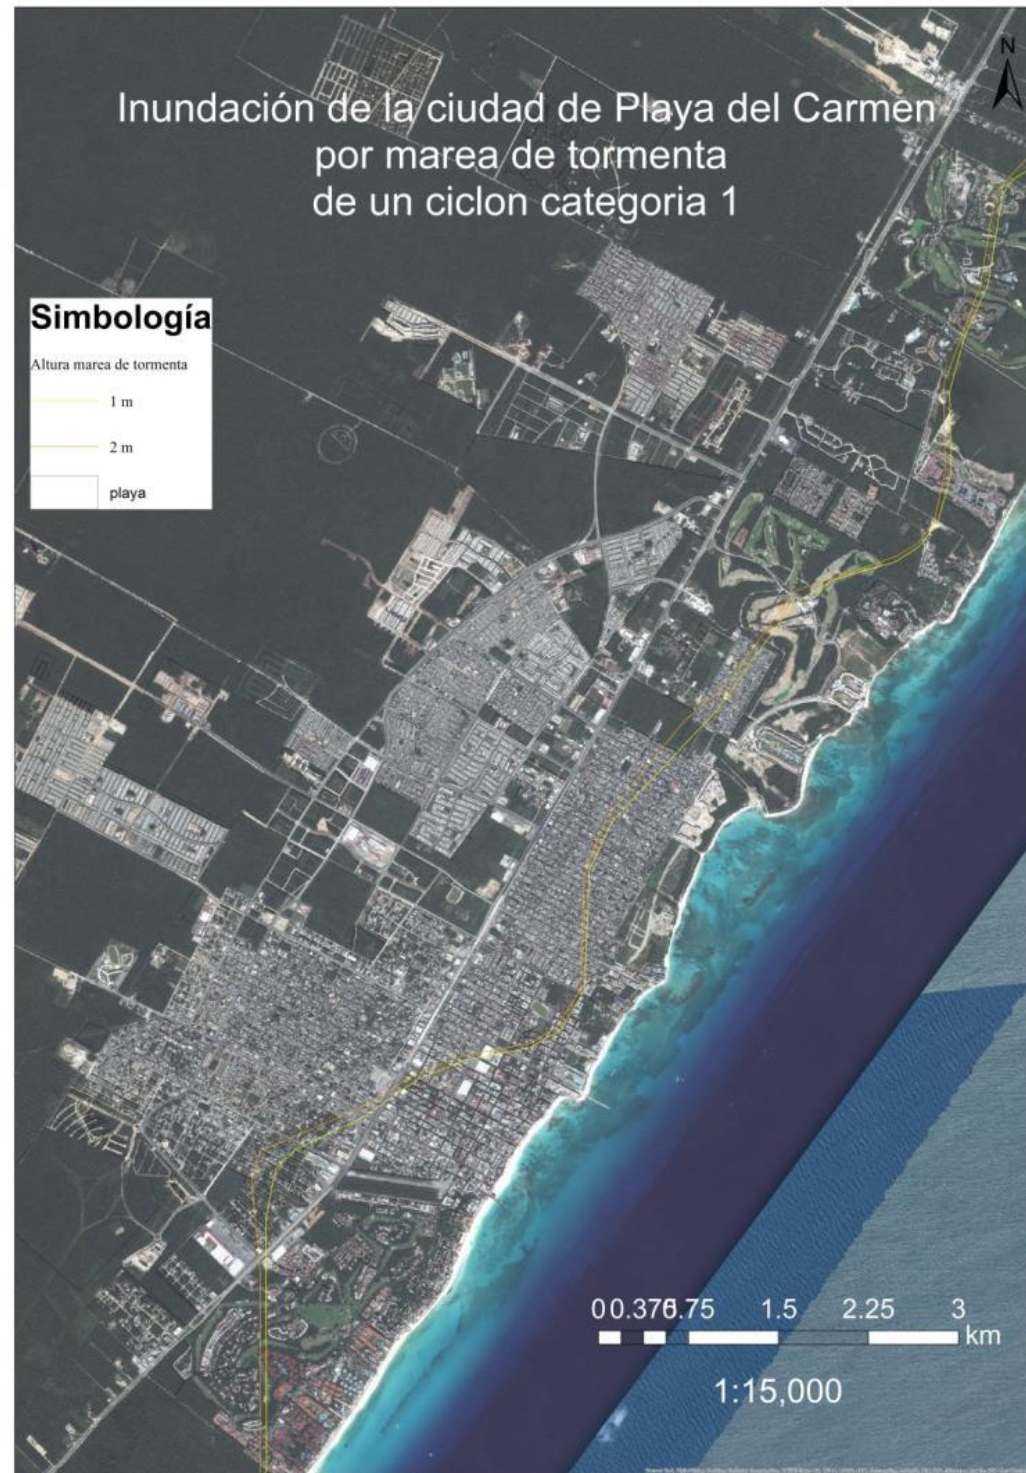 N
Inundación de la ciudad de Playa del Carmen
por marea de tormenta
de un ciclon categoria 1
Simbología
Altura marea de tormenta
1 m
2 m
playa
0 0.375 0.75 1.5 2.25 3
km
1:15,000